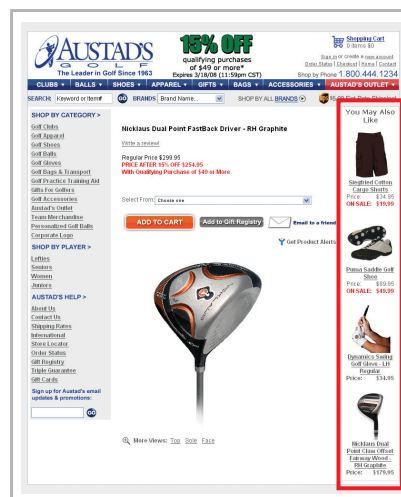 AUSTAD'S
GOLF
The Leader in Golf Since 1963
15% OFF
qualifying purchases
of $49 or more*
Expires 3/18/08 (11:59pm CST)
Shopping Cart
0 items $0
Sign in or create a new account
Order Status | Checkout | Home | Contact
Shop by Phone 1.800.444.1234
CLUBS BALLS SHOES APPAREL GIFTS BAGS ACCESSORIES AUSTAD'S OUTLET
SEARCH: Keyword or Item# GO BRANDS Brand Name... SHOP BY ALL BRANDS
SHOP BY CATEGORY >
Golf Clubs
Golf Apparel
Golf Shoes
Golf Balls
Golf Gloves
Golf Bags & Transport
Golf Practice Training Aid
Gifts For Golfers
Golf Accessories
Austad's Outlet
Team Merchandise
Personalized Golf Balls
Corporate Logo
SHOP BY PLAYER >
Lefties
Seniors
Women
Juniors
AUSTAD'S HELP >
About Us
Contact Us
Shipping Rates
International
Store Locator
Order Status
Gift Registry
Triple Guarantee
Gift Cards
Sign up for Austad's email
updates & promotions:
GO
Nicklaus Dual Point FastBack Driver - RH Graphite
Write a review!
Regular Price $299.95
PRICE AFTER 15% OFF $254.95
With Qualifying Purchase of $49 or More
Select From: Choose one
ADD TO CART
Add to Gift Registry
Email to a friend
Get Product Alerts
More Views: Top Sole Face
You May Also
Like
Siegfried Cotton
Cargo Shorts
Price: $34.95
ON SALE: $19.99
Puma Saddle Golf
Shoe
Price: $89.95
ON SALE: $49.99
Dynamics Swing
Golf Glove - LH
Regular
Price: $34.95
Nicklaus Dual
Point Claw Offset
Fairway Wood -
RH Graphite
Price: $179.95